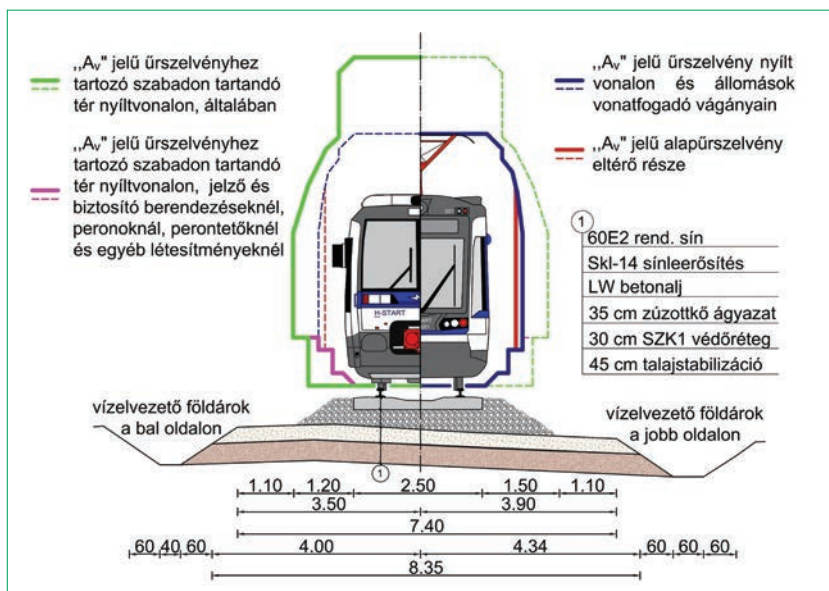 „Aᵥ" jelű űrszelvényhez
tartozó szabadon tartandó
tér nyíltvonalon, általában
„Aᵥ" jelű űrszelvényhez
tartozó szabadon tartandó
tér nyíltvonalon, jelző és
biztosító berendezéseknél,
peronoknál, perontetőknél
és egyéb létesítményeknél
„Aᵥ" jelű űrszelvény nyílt
vonalon és állomások
vonatfogadó vágányain
„Aᵥ" jelű alapűrszelvény
eltérő része
1
60E2 rend. sín
Skl-14 sínleerősítés
LW betonalj
35 cm zúzottkő ágyazat
30 cm SZK1 védőréteg
45 cm talajstabilizáció
H-START
vízelvezető földárok
a bal oldalon
vízelvezető földárok
a jobb oldalon
1
1.10 1.20 2.50 1.50 1.10
3.50 3.90
7.40
60 40 60 4.00 4.34 60 60 60
8.35